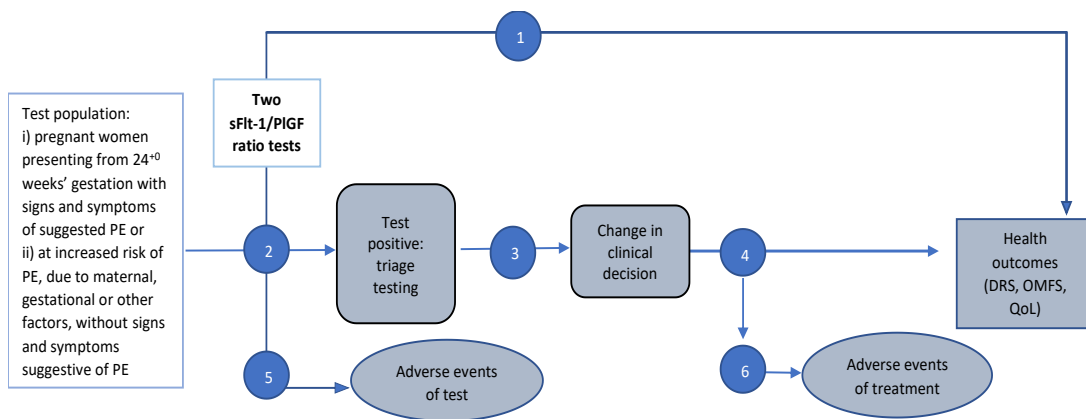 1
Two
sFlt-1/PlGF
ratio tests
Test population:
i) pregnant women
presenting from 24⁺⁰
weeks' gestation with
signs and symptoms
of suggested PE or
ii) at increased risk of
PE, due to maternal,
gestational or other
factors, without signs
and symptoms
suggestive of PE
2
Test
positive:
triage
testing
3
Change in
clinical
decision
4
Health
outcomes
(DRS, OMFS,
QoL)
5
Adverse events
of test
6
Adverse events
of treatment